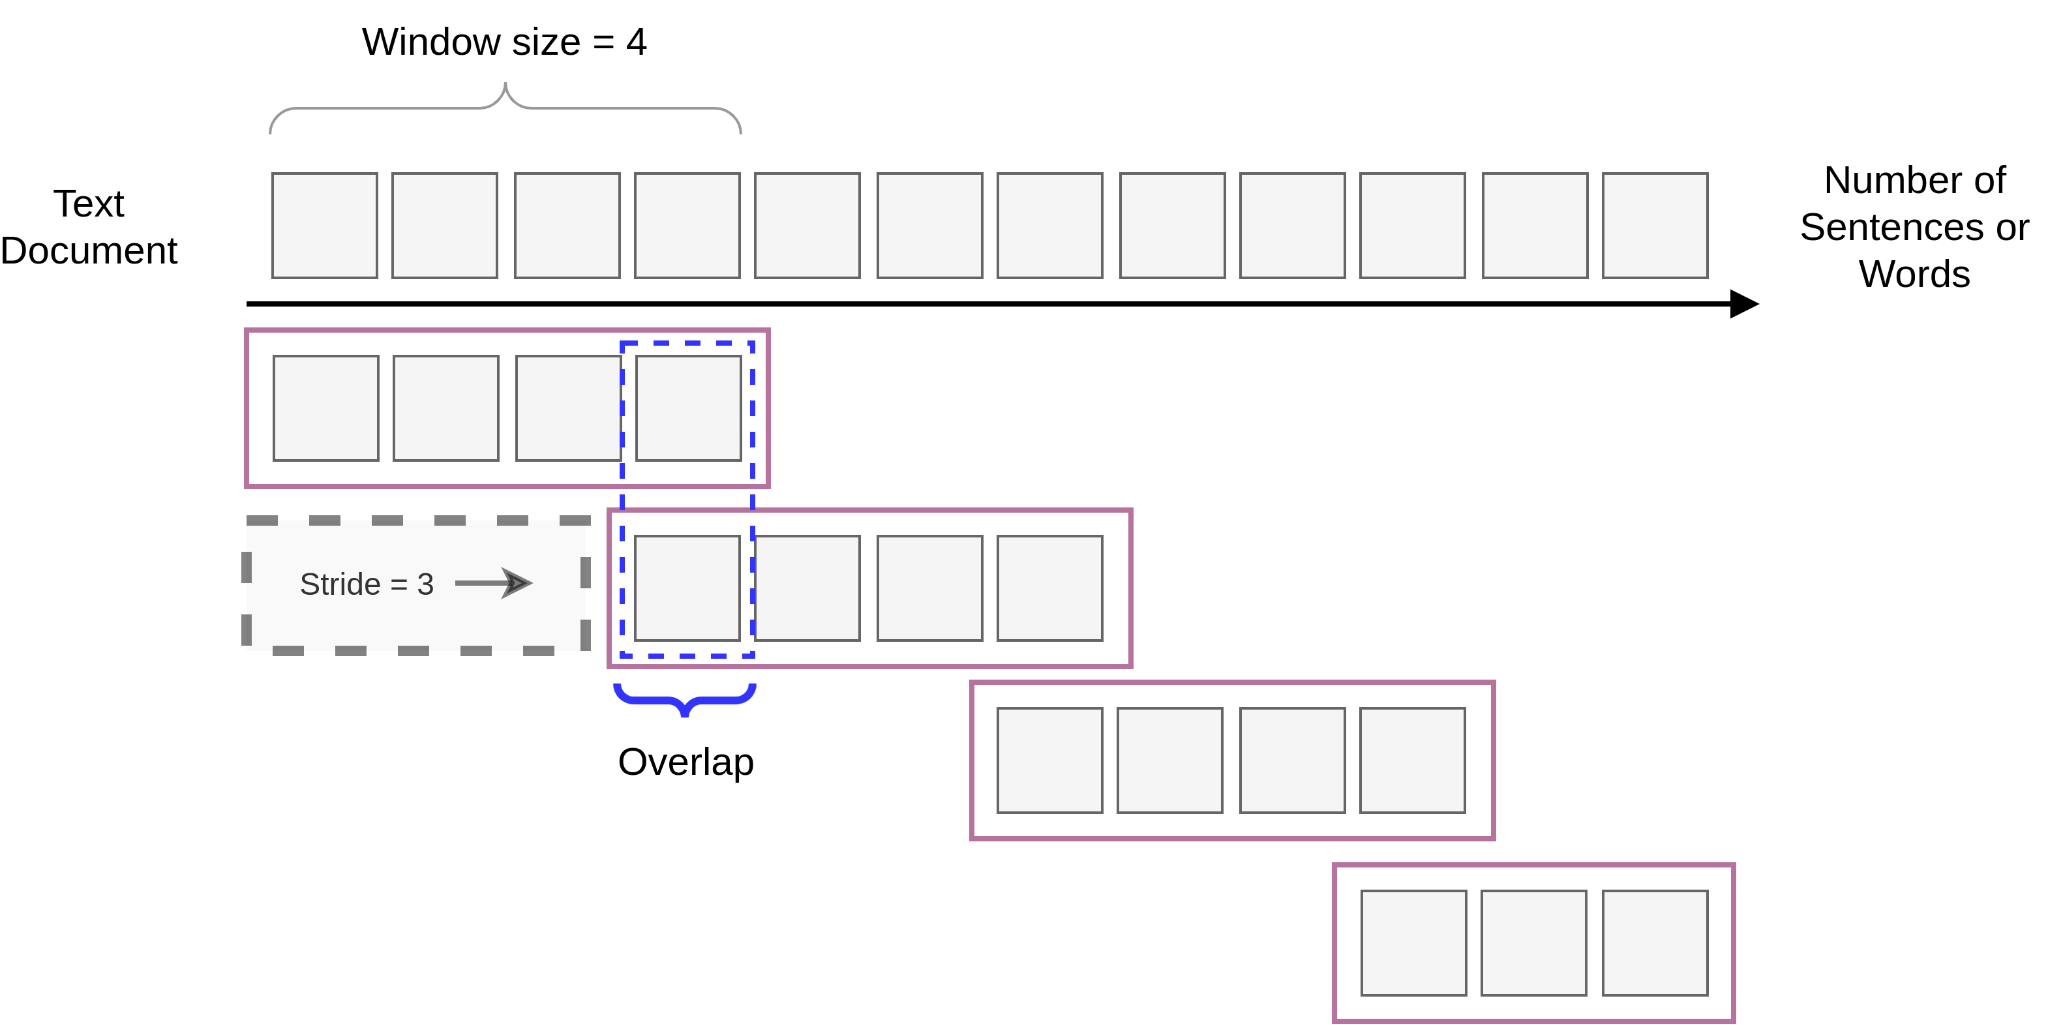 Window size = 4
Text
Document
Number of
Sentences or
Words
Stride = 3
Overlap